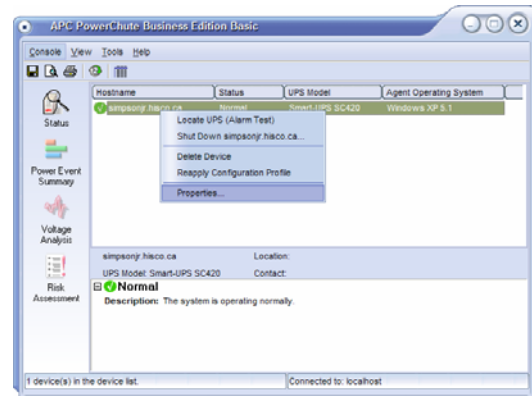 APC PowerChute Business Edition Basic
Console View Tools Help
Hostname Status UPS Model Agent Operating System
simpsonjr.hisco.ca Normal Smart-UPS SC420 Windows XP 5.1
Locate UPS (Alarm Test)
Shut Down simpsonjr.hisco.ca...
Delete Device
Reapply Configuration Profile
Properties...
Status
Power Event
Summary
Voltage
Analysis
Risk
Assessment
simpsonjr.hisco.ca Location:
UPS Model: Smart-UPS SC420 Contact:
Normal
Description: The system is operating normally.
1 device(s) in the device list. Connected to: localhost